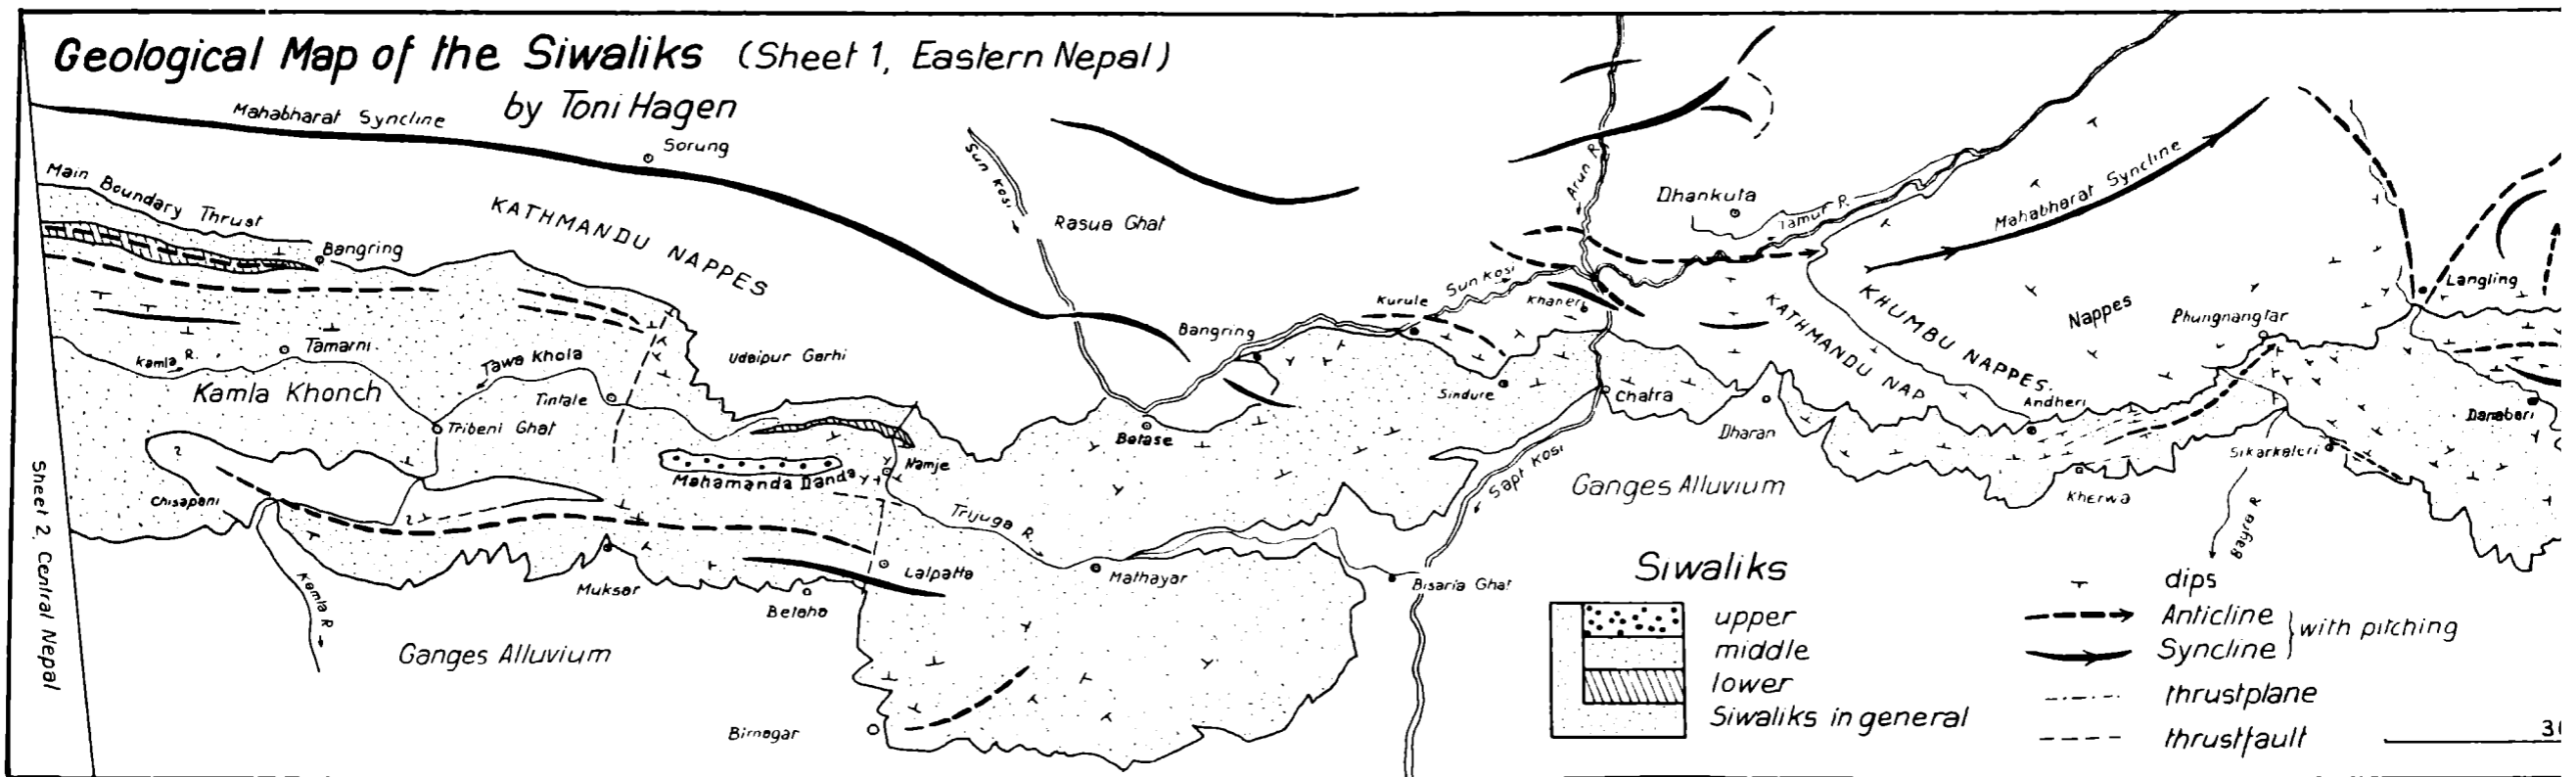 Geological Map of the Siwaliks (Sheet 1, Eastern Nepal)
by Toni Hagen
Mahabharat Syncline
Sorung
Main Boundary Thrust
KATHMANDU NAPPES
Bangring
Sun Kosi
Rasua Ghat
Arun R.
Dhankuta
Tamur R.
Mahabharat Syncline
Langling
Sun Kosi
Kurule
Khaner
KATHMANDU NAP
KHUMBU NAPPES.
Nappes
Phungnangtar
Bangring
Udaipur Garhi
Kamla R.
Tamarni
Tawa Khola
Kamla Khonch
Tintale
Tribeni Ghat
Sindure
Chatra
Andheri
Danabari
Betase
Dharan
Namje
Mahamanda Danda
Sapt Kosi
Ganges Alluvium
Kherwa
Chisapani
Trijuga R.
Bayra R
Sheet 2 Central Nepal
Kamla R
Muksar
Belaha
Lalpatta
Mathayar
Bisaria Ghat
Ganges Alluvium
Birnagar
Siwaliks
upper
middle
lower
Siwaliks in general
dips
Anticline
Syncline
with pitching
thrustplane
thrustfault